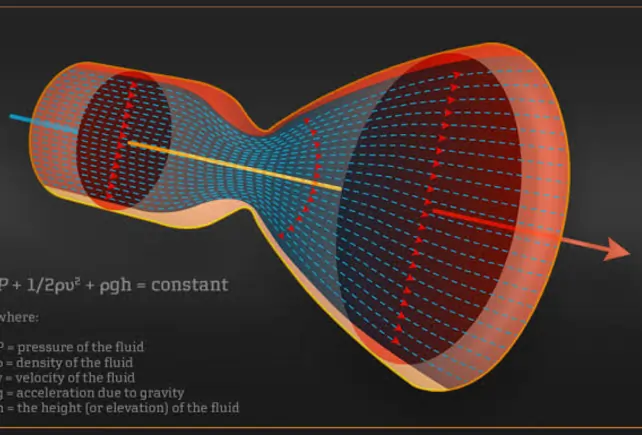 P + 1/2ρυ² + ρgh = constant
where:
P = pressure of the fluid
ρ = density of the fluid
v = velocity of the fluid
g = acceleration due to gravity
h = the height (or elevation) of the fluid